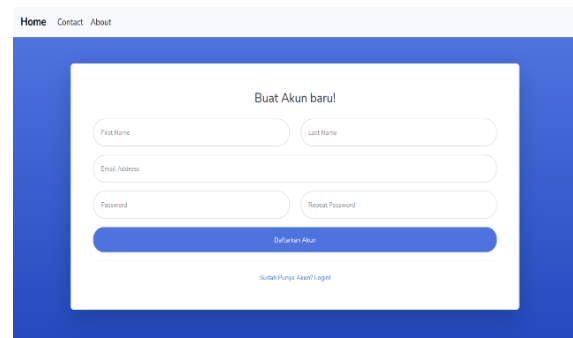 Home Contact About
Buat Akun baru!
First Name Last Name
Email Address
Password Repeat Password
Daftarkan Akun
Sudah Punya Akun? Login!